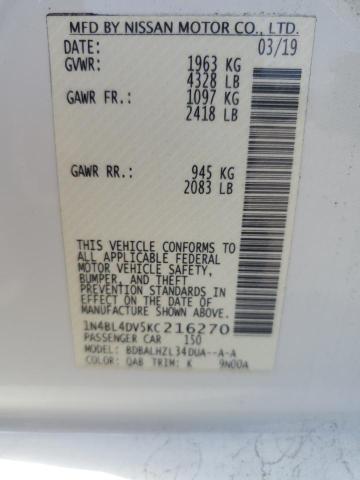 MFD BY NISSAN MOTOR CO., LTD.
DATE: 03/19
GVWR: 1963 KG
4328 LB
GAWR FR.: 1097 KG
2418 LB
GAWR RR.: 945 KG
2083 LB
THIS VEHICLE CONFORMS TO
ALL APPLICABLE FEDERAL
MOTOR VEHICLE SAFETY,
BUMPER, AND THEFT
PREVENTION STANDARDS IN
EFFECT ON THE DATE OF
MANUFACTURE SHOWN ABOVE.
1N4BL4DV5KC216270
PASSENGER CAR 150
MODEL: BDBALHZL34DUA--A-A
COLOR: QAB TRIM: K 9N00A